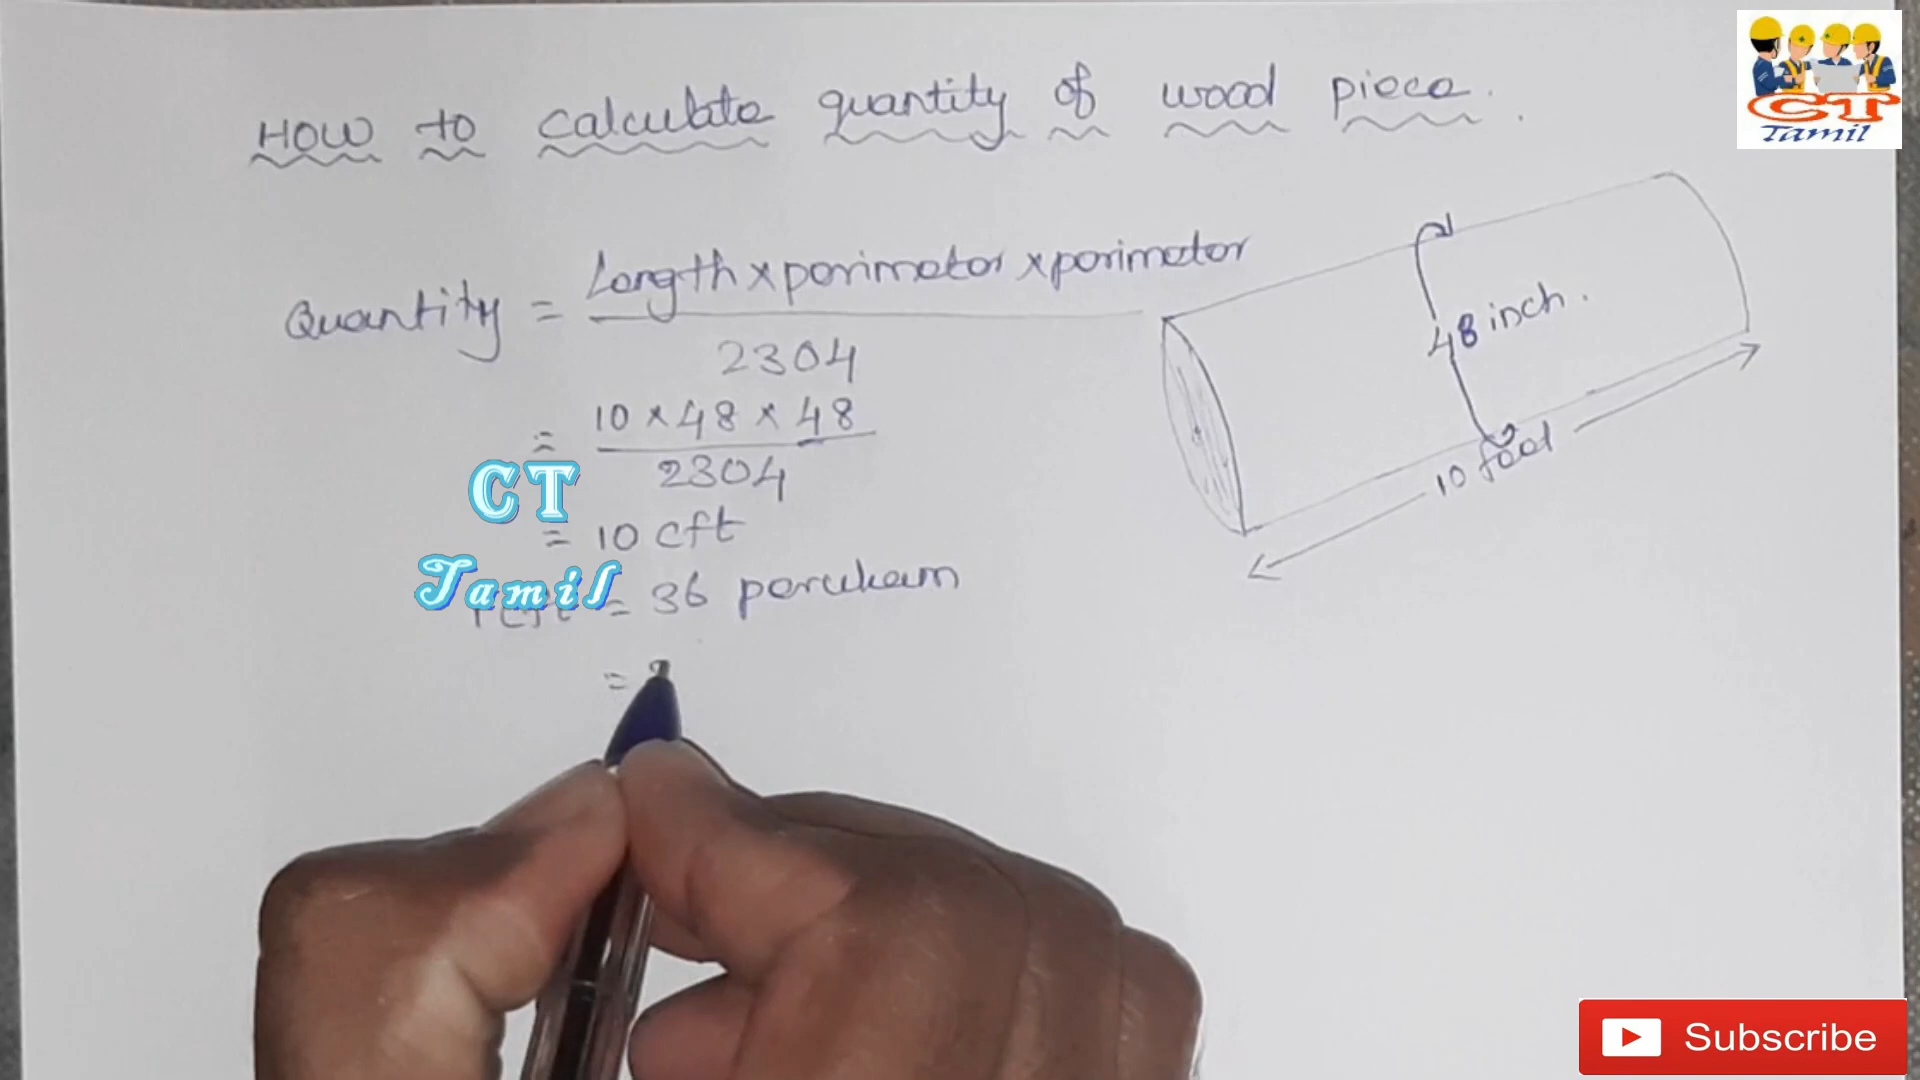 HOW to calculate quantity of wood piece.
Quantity = Length x perimeter x perimeter
2304
= 10 x 48 x 48
2304
= 10 cft
= 36 perukam
=
48 inch.
10 feet
CT
Tamil
CT
Tamil
Subscribe